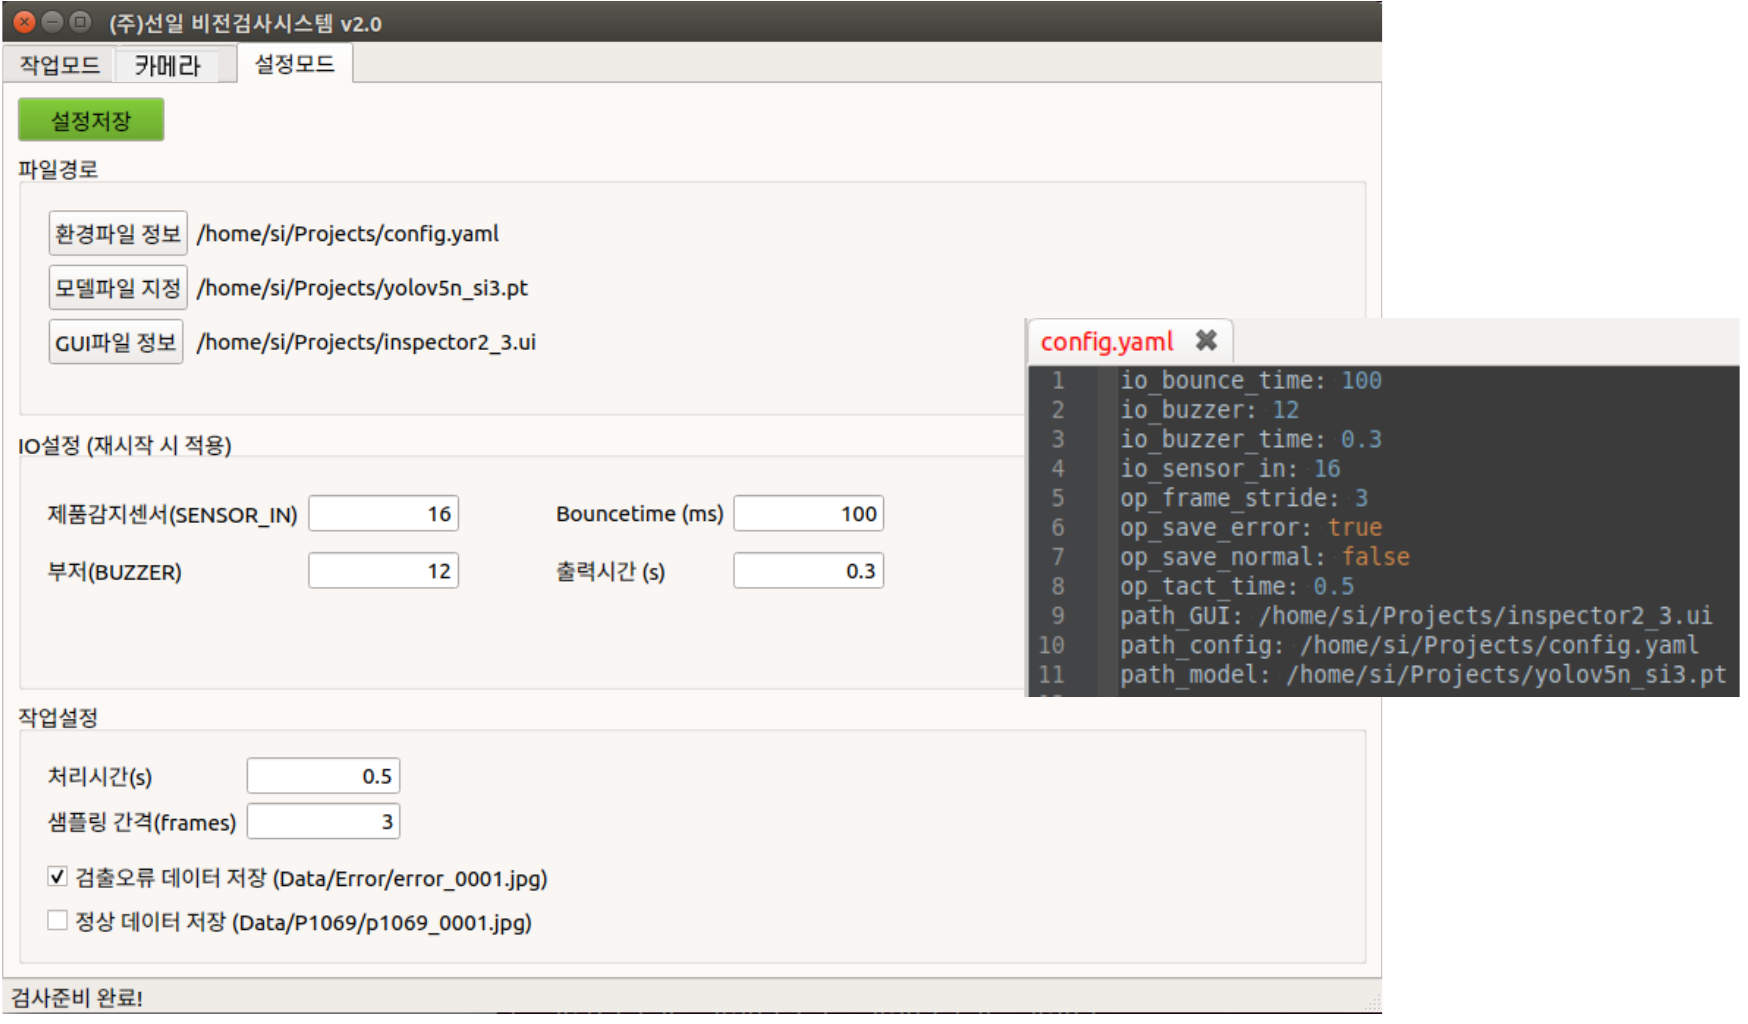 (주)선일 비전검사시스템 v2.0
작업모드 카메라 설정모드
설정저장
파일경로
환경파일 정보 /home/si/Projects/config.yaml
모델파일 지정 /home/si/Projects/yolov5n_si3.pt
GUI파일 정보 /home/si/Projects/inspector2_3.ui
IO설정 (재시작 시 적용)
제품감지센서(SENSOR_IN) 16 Bouncetime (ms) 100
부저(BUZZER) 12 출력시간 (s) 0.3
작업설정
처리시간(s) 0.5
샘플링 간격(frames) 3
검출오류 데이터 저장 (Data/Error/error_0001.jpg)
정상 데이터 저장 (Data/P1069/p1069_0001.jpg)
검사준비 완료!
config.yaml
1 io_bounce_time: 100
2 io_buzzer: 12
3 io_buzzer_time: 0.3
4 io_sensor_in: 16
5 op_frame_stride: 3
6 op_save_error: true
7 op_save_normal: false
8 op_tact_time: 0.5
9 path_GUI: /home/si/Projects/inspector2_3.ui
10 path_config: /home/si/Projects/config.yaml
11 path_model: /home/si/Projects/yolov5n_si3.pt